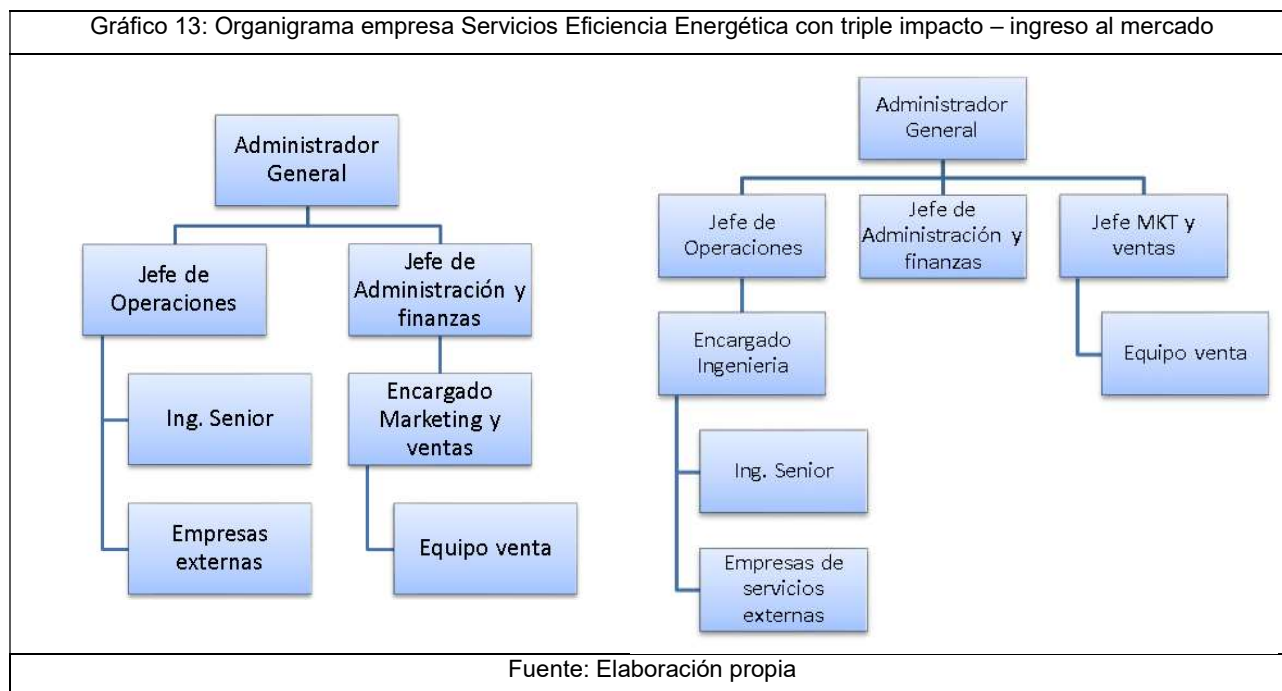 Gráfico 13: Organigrama empresa Servicios Eficiencia Energética con triple impacto – ingreso al mercado
Administrador
General
Jefe de
Operaciones
Jefe de
Administración y
finanzas
Ing. Senior
Encargado
Marketing y
ventas
Empresas
externas
Equipo venta
Administrador
General
Jefe de
Operaciones
Jefe de
Administración y
finanzas
Jefe MKT y
ventas
Encargado
Ingenieria
Equipo venta
Ing. Senior
Empresas de
servicios
externas
Fuente: Elaboración propia